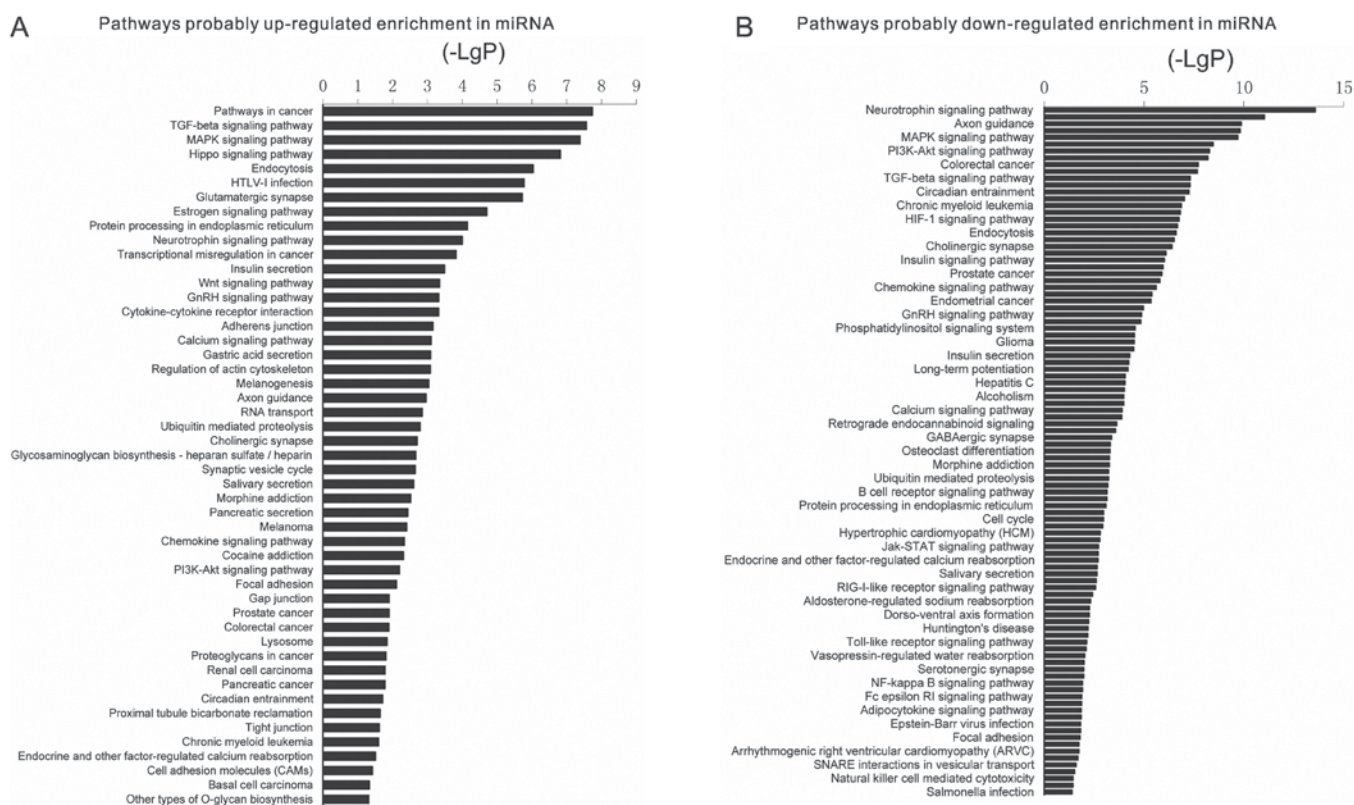 A
Pathways probably up-regulated enrichment in miRNA
(-LgP)
0 1 2 3 4 5 6 7 8 9
Pathways in cancer
TGF-beta signaling pathway
MAPK signaling pathway
Hippo signaling pathway
Endocytosis
HTLV-I infection
Glutamatergic synapse
Estrogen signaling pathway
Protein processing in endoplasmic reticulum
Neurotrophin signaling pathway
Transcriptional misregulation in cancer
Insulin secretion
Wnt signaling pathway
GnRH signaling pathway
Cytokine-cytokine receptor interaction
Adherens junction
Calcium signaling pathway
Gastric acid secretion
Regulation of actin cytoskeleton
Melanogenesis
Axon guidance
RNA transport
Ubiquitin mediated proteolysis
Cholinergic synapse
Glycosaminoglycan biosynthesis - heparan sulfate / heparin
Synaptic vesicle cycle
Salivary secretion
Morphine addiction
Pancreatic secretion
Melanoma
Chemokine signaling pathway
Cocaine addiction
PI3K-Akt signaling pathway
Focal adhesion
Gap junction
Prostate cancer
Colorectal cancer
Lysosome
Proteoglycans in cancer
Renal cell carcinoma
Pancreatic cancer
Circadian entrainment
Proximal tubule bicarbonate reclamation
Tight junction
Chronic myeloid leukemia
Endocrine and other factor-regulated calcium reabsorption
Cell adhesion molecules (CAMs)
Basal cell carcinoma
Other types of O-glycan biosynthesis
B
Pathways probably down-regulated enrichment in miRNA
(-LgP)
0 5 10 15
Neurotrophin signaling pathway
Axon guidance
MAPK signaling pathway
PI3K-Akt signaling pathway
Colorectal cancer
TGF-beta signaling pathway
Circadian entrainment
Chronic myeloid leukemia
HIF-1 signaling pathway
Endocytosis
Cholinergic synapse
Insulin signaling pathway
Prostate cancer
Chemokine signaling pathway
Endometrial cancer
GnRH signaling pathway
Phosphatidylinositol signaling system
Glioma
Insulin secretion
Long-term potentiation
Hepatitis C
Alcoholism
Calcium signaling pathway
Retrograde endocannabinoid signaling
GABAergic synapse
Osteoclast differentiation
Morphine addiction
Ubiquitin mediated proteolysis
B cell receptor signaling pathway
Protein processing in endoplasmic reticulum
Cell cycle
Hypertrophic cardiomyopathy (HCM)
Jak-STAT signaling pathway
Endocrine and other factor-regulated calcium reabsorption
Salivary secretion
RIG-I-like receptor signaling pathway
Aldosterone-regulated sodium reabsorption
Dorso-ventral axis formation
Huntington's disease
Toll-like receptor signaling pathway
Vasopressin-regulated water reabsorption
Serotonergic synapse
NF-kappa B signaling pathway
Fc epsilon RI signaling pathway
Adipocytokine signaling pathway
Epstein-Barr virus infection
Focal adhesion
Arrhythmogenic right ventricular cardiomyopathy (ARVC)
SNARE interactions in vesicular transport
Natural killer cell mediated cytotoxicity
Salmonella infection